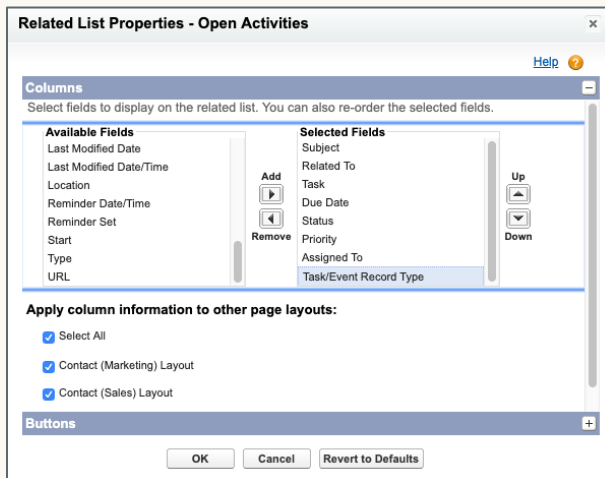 Related List Properties - Open Activities ×
Help ?
Columns −
Select fields to display on the related list. You can also re-order the selected fields.
Available Fields
Last Modified Date
Last Modified Date/Time
Location
Reminder Date/Time
Reminder Set
Start
Type
URL
Add
Remove
Selected Fields
Subject
Related To
Task
Due Date
Status
Priority
Assigned To
Task/Event Record Type
Up
Down
Apply column information to other page layouts:
Select All
Contact (Marketing) Layout
Contact (Sales) Layout
Buttons +
OK Cancel Revert to Defaults